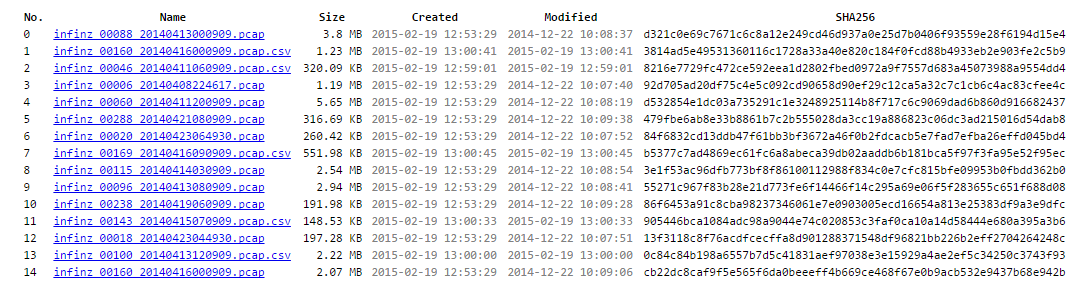 No. Name Size Created Modified SHA256
0 infinz_00088_20140413000909.pcap 3.8 MB 2015-02-19 12:53:29 2014-12-22 10:08:37 d321c0e69c7671c6c8a12e249cd46d937a0e25d7b0406f93559e28f6194d15e4
1 infinz_00160_20140416000909.pcap.csv 1.23 MB 2015-02-19 13:00:41 2015-02-19 13:00:41 3814ad5e49531360116c1728a33a40e820c184f0fcd88b4933eb2e903fe2c5b9
2 infinz_00046_20140411060909.pcap.csv 320.09 KB 2015-02-19 12:59:01 2015-02-19 12:59:01 8216e7729fc472ce592eea1d2802fbed0972a9f7557d683a45073988a9554dd4
3 infinz_00006_20140408224617.pcap 1.19 MB 2015-02-19 12:53:29 2014-12-22 10:07:40 92d705ad20df75c4e5c092cd90658d90ef29c12ca5a32c7c1cb6c4ac83cfee4c
4 infinz_00060_20140411200909.pcap 5.65 MB 2015-02-19 12:53:29 2014-12-22 10:08:19 d532854e1dc03a735291c1e3248925114b8f717c6c9069dad6b860d916682437
5 infinz_00288_20140421080909.pcap 316.69 KB 2015-02-19 12:53:29 2014-12-22 10:09:38 479fbe6ab8e33b8861b7c2b555028da3cc19a886823c06dc3ad215016d54dab8
6 infinz_00020_20140423064930.pcap 260.42 KB 2015-02-19 12:53:29 2014-12-22 10:07:52 84f6832cd13ddb47f61bb3bf3672a46f0b2fdcacb5e7fad7efba26effd045bd4
7 infinz_00169_20140416090909.pcap.csv 551.98 KB 2015-02-19 13:00:45 2015-02-19 13:00:45 b5377c7ad4869ec61fc6a8abeca39db02aaddb6b181bca5f97f3fa95e52f95ec
8 infinz_00115_20140414030909.pcap 2.54 MB 2015-02-19 12:53:29 2014-12-22 10:08:54 3e1f53ac96dfb773bf8f86100112988f834c0e7cfc815bfe09953b0fbdd362b0
9 infinz_00096_20140413080909.pcap 2.94 MB 2015-02-19 12:53:29 2014-12-22 10:08:41 55271c967f83b28e21d773fe6f14466f14c295a69e06f5f283655c651f688d08
10 infinz_00238_20140419060909.pcap 191.98 KB 2015-02-19 12:53:29 2014-12-22 10:09:28 86f6453a91c8cba98237346061e7e0903005ecd16654a813e25383df9a3e9dfc
11 infinz_00143_20140415070909.pcap.csv 148.53 KB 2015-02-19 13:00:33 2015-02-19 13:00:33 905446bca1084adc98a9044e74c020853c3faf0ca10a14d58444e680a395a3b6
12 infinz_00018_20140423044930.pcap 197.28 KB 2015-02-19 12:53:29 2014-12-22 10:07:51 13f3118c8f76acdfcecffa8d901288371548df96821bb226b2eff2704264248c
13 infinz_00100_20140413120909.pcap.csv 2.22 MB 2015-02-19 13:00:00 2015-02-19 13:00:00 0c84c84b198a6557b7d5c41831aef97038e3e15929a4ae2ef5c34250c3743f93
14 infinz_00160_20140416000909.pcap 2.07 MB 2015-02-19 12:53:29 2014-12-22 10:09:06 cb22dc8caf9f5e565f6da0beeeff4b669ce468f67e0b9acb532e9437b68e942b